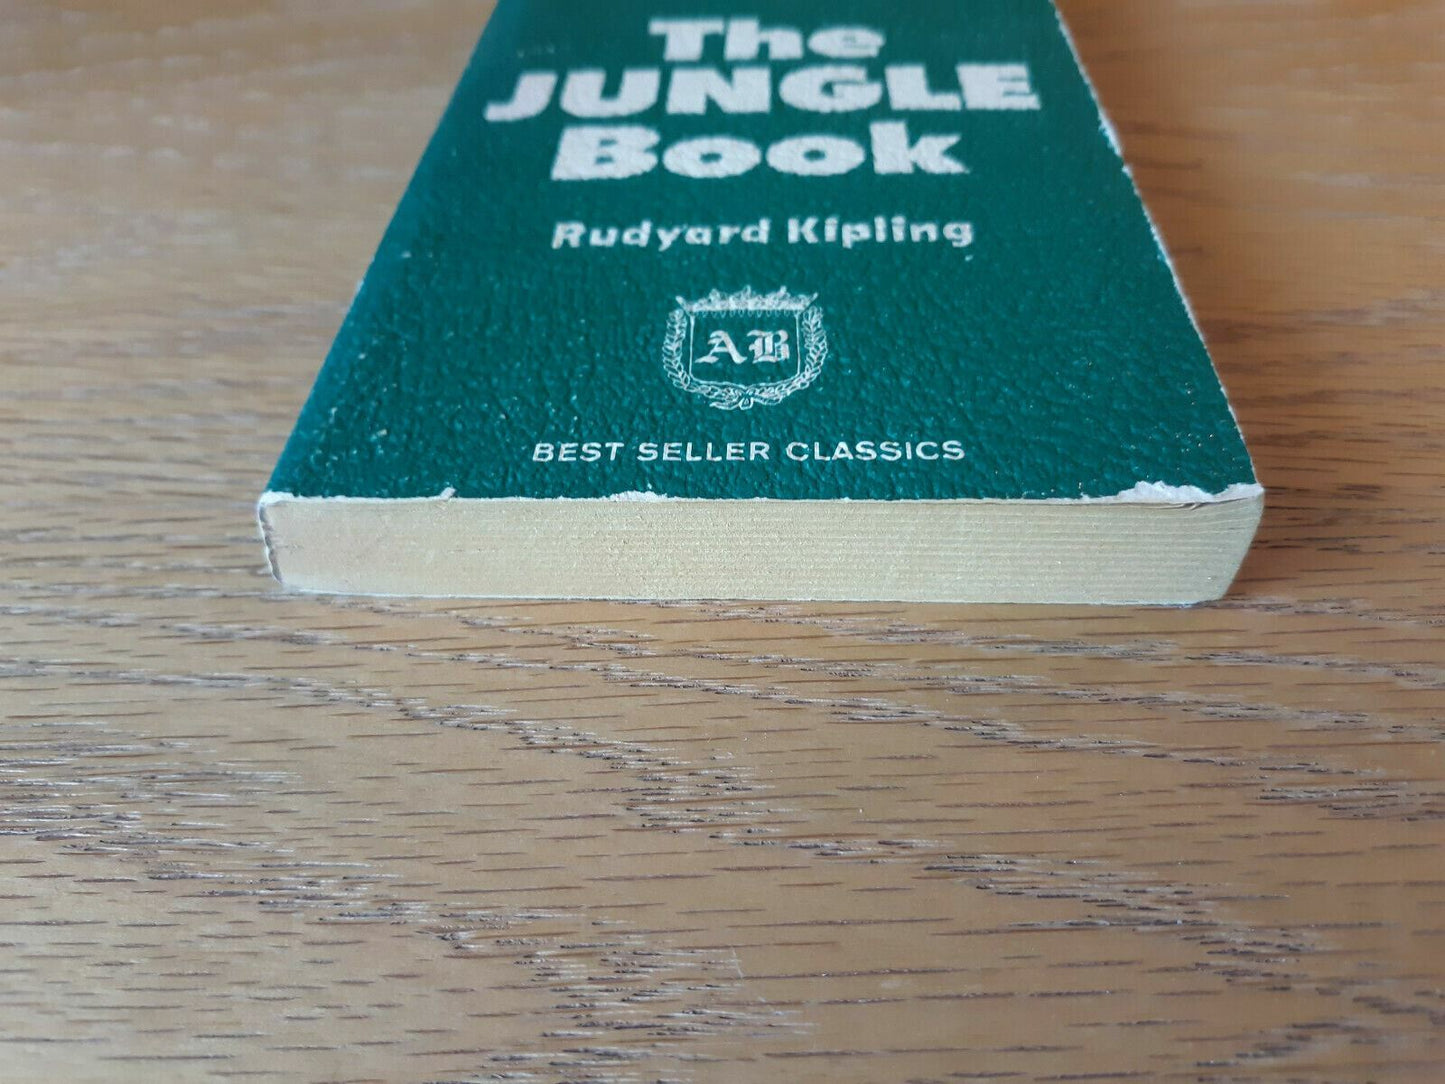 The
JUNGLE
Book
Rudyard Kipling
AB
BEST SELLER CLASSICS